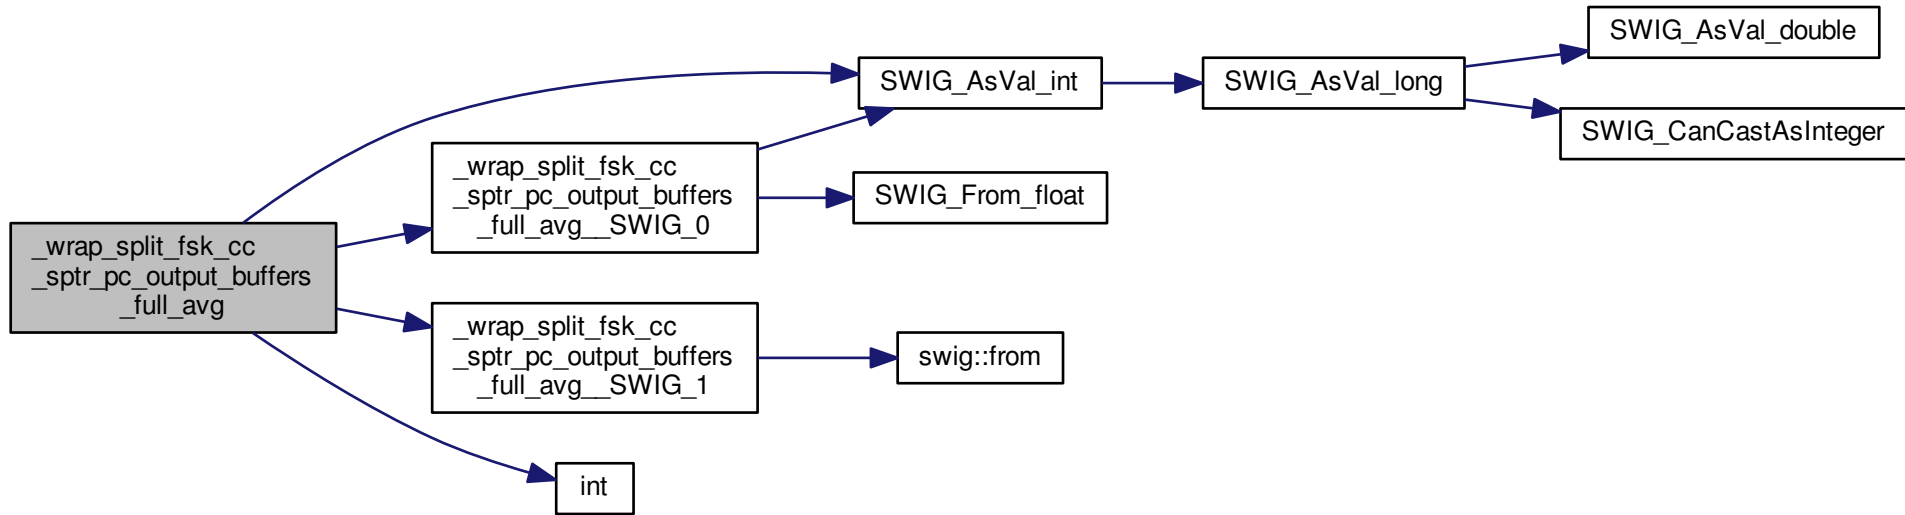 _wrap_split_fsk_cc
_sptr_pc_output_buffers
_full_avg
_wrap_split_fsk_cc
_sptr_pc_output_buffers
_full_avg__SWIG_0
_wrap_split_fsk_cc
_sptr_pc_output_buffers
_full_avg__SWIG_1
int
SWIG_AsVal_int
SWIG_From_float
swig::from
SWIG_AsVal_long
SWIG_AsVal_double
SWIG_CanCastAsInteger